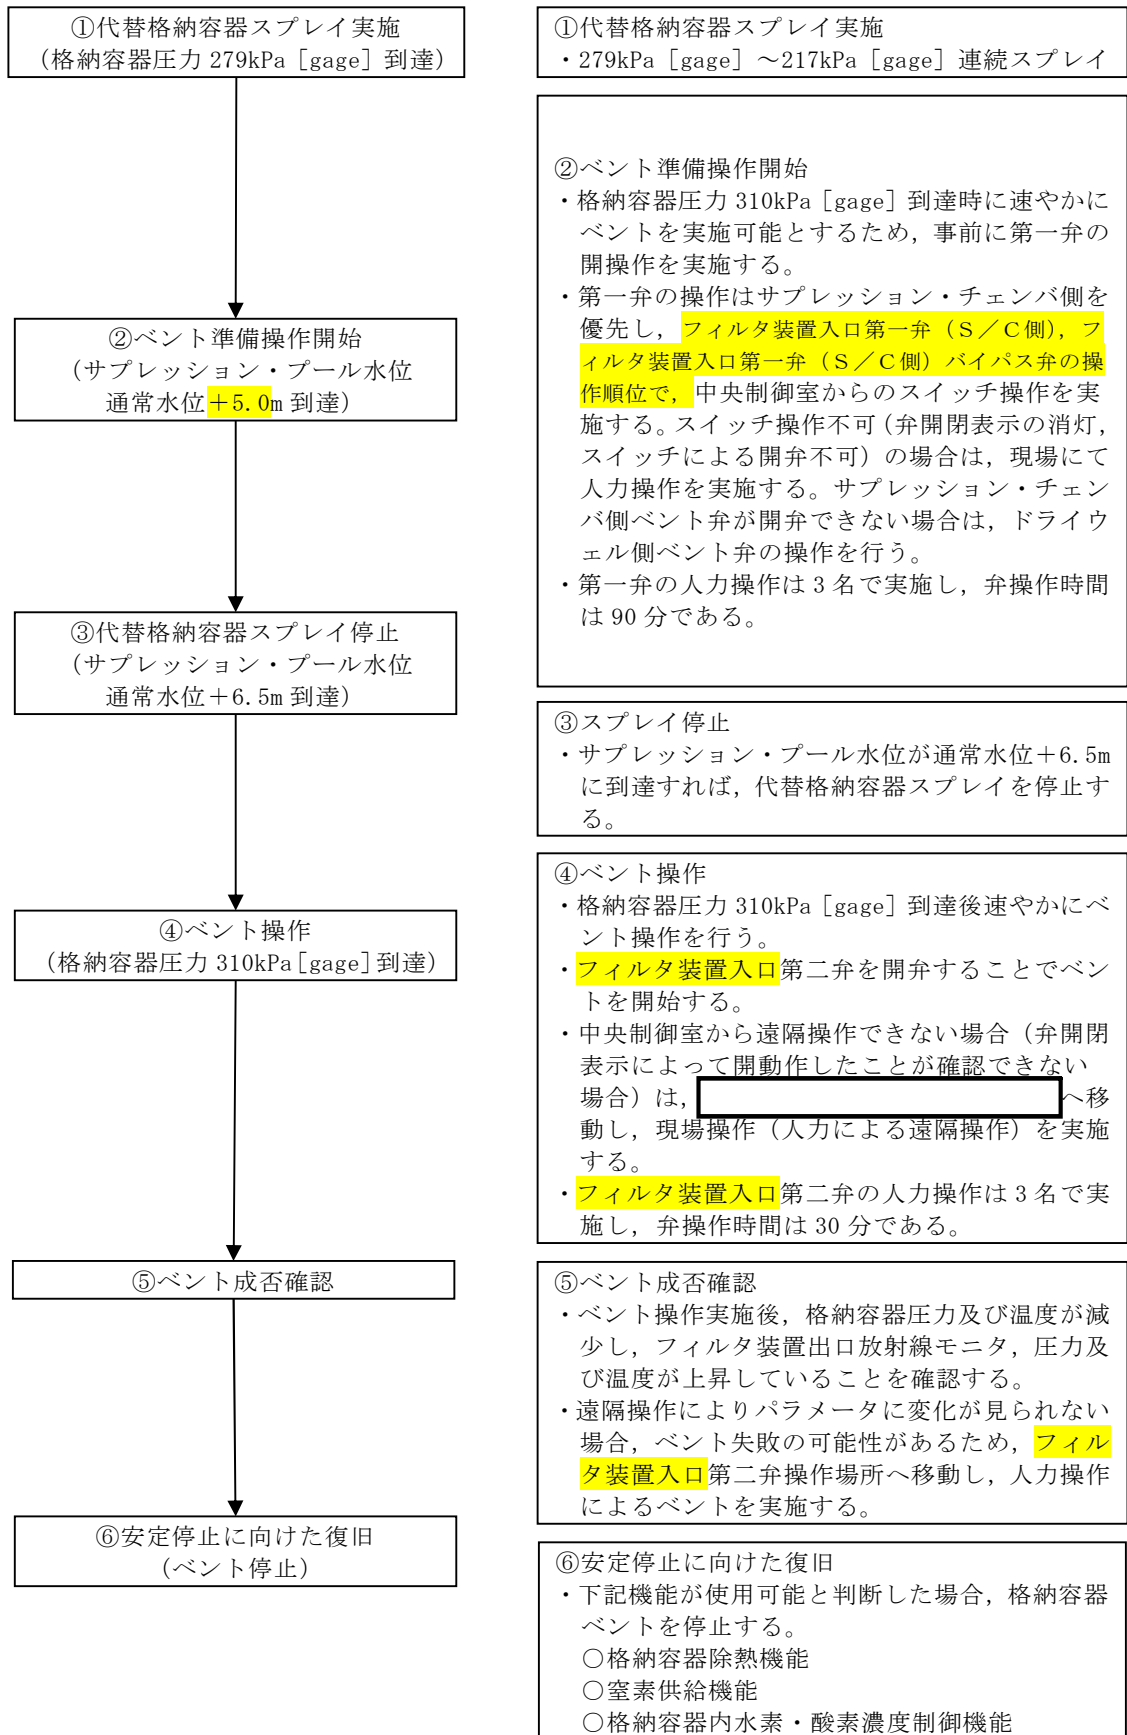 ①代替格納容器スプレイ実施
(格納容器圧力 279kPa［gage］到達)
②ベント準備操作開始
（サプレッション・プール水位
通常水位＋5.0m 到達）
③代替格納容器スプレイ停止
（サプレッション・プール水位
通常水位＋6.5m 到達）
④ベント操作
(格納容器圧力 310kPa［gage］到達)
⑤ベント成否確認
⑥安定停止に向けた復旧
（ベント停止）
①代替格納容器スプレイ実施
・279kPa［gage］～217kPa［gage］連続スプレイ
②ベント準備操作開始
・格納容器圧力 310kPa［gage］到達時に速やかに
ベントを実施可能とするため，事前に第一弁の
開操作を実施する。
・第一弁の操作はサプレッション・チェンバ側を
優先し，フィルタ装置入口第一弁（Ｓ／Ｃ側），フ
ィルタ装置入口第一弁（Ｓ／Ｃ側）バイパス弁の操
作順位で，中央制御室からのスイッチ操作を実
施する。スイッチ操作不可（弁開閉表示の消灯，
スイッチによる開弁不可）の場合は，現場にて
人力操作を実施する。サプレッション・チェン
バ側ベント弁が開弁できない場合は，ドライウ
ェル側ベント弁の操作を行う。
・第一弁の人力操作は 3 名で実施し，弁操作時間
は 90 分である。
③スプレイ停止
・サプレッション・プール水位が通常水位＋6.5m
に到達すれば，代替格納容器スプレイを停止す
る。
④ベント操作
・格納容器圧力 310kPa［gage］到達後速やかにベ
ント操作を行う。
・フィルタ装置入口第二弁を開弁することでベン
トを開始する。
・中央制御室から遠隔操作できない場合（弁開閉
表示によって開動作したことが確認できない
場合）は，へ移
動し，現場操作（人力による遠隔操作）を実施
する。
・フィルタ装置入口第二弁の人力操作は 3 名で実
施し，弁操作時間は 30 分である。
⑤ベント成否確認
・ベント操作実施後，格納容器圧力及び温度が減
少し，フィルタ装置出口放射線モニタ，圧力及
び温度が上昇していることを確認する。
・遠隔操作によりパラメータに変化が見られない
場合，ベント失敗の可能性があるため，フィル
タ装置入口第二弁操作場所へ移動し，人力操作
によるベントを実施する。
⑥安定停止に向けた復旧
・下記機能が使用可能と判断した場合，格納容器
ベントを停止する。
○格納容器除熱機能
○窒素供給機能
○格納容器内水素・酸素濃度制御機能